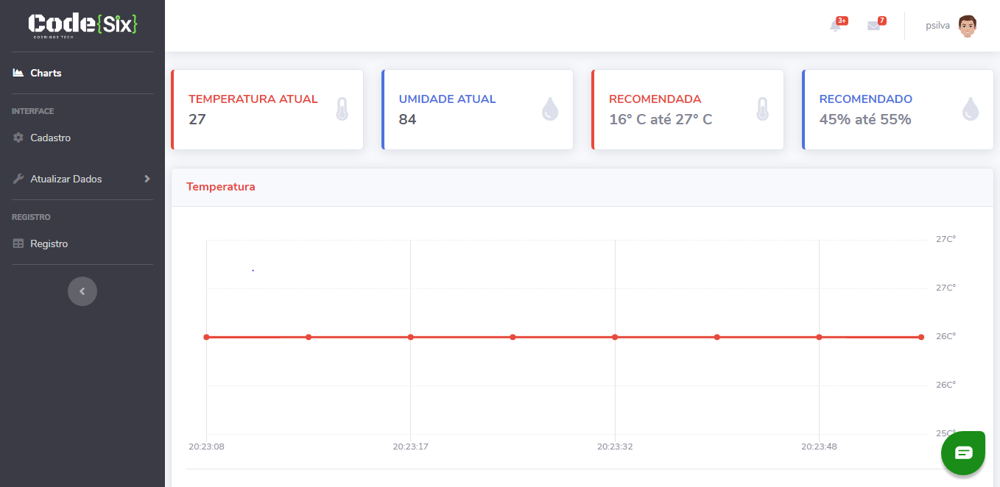 Code{Six}
CODRIGOS TECH
3+
7
psilva
Charts
INTERFACE
Cadastro
Atualizar Dados
REGISTRO
Registro
TEMPERATURA ATUAL
27
UMIDADE ATUAL
84
RECOMENDADA
16° C até 27° C
RECOMENDADO
45% até 55%
Temperatura
27C°
27C°
26C°
26C°
25C°
20:23:08
20:23:17
20:23:32
20:23:48